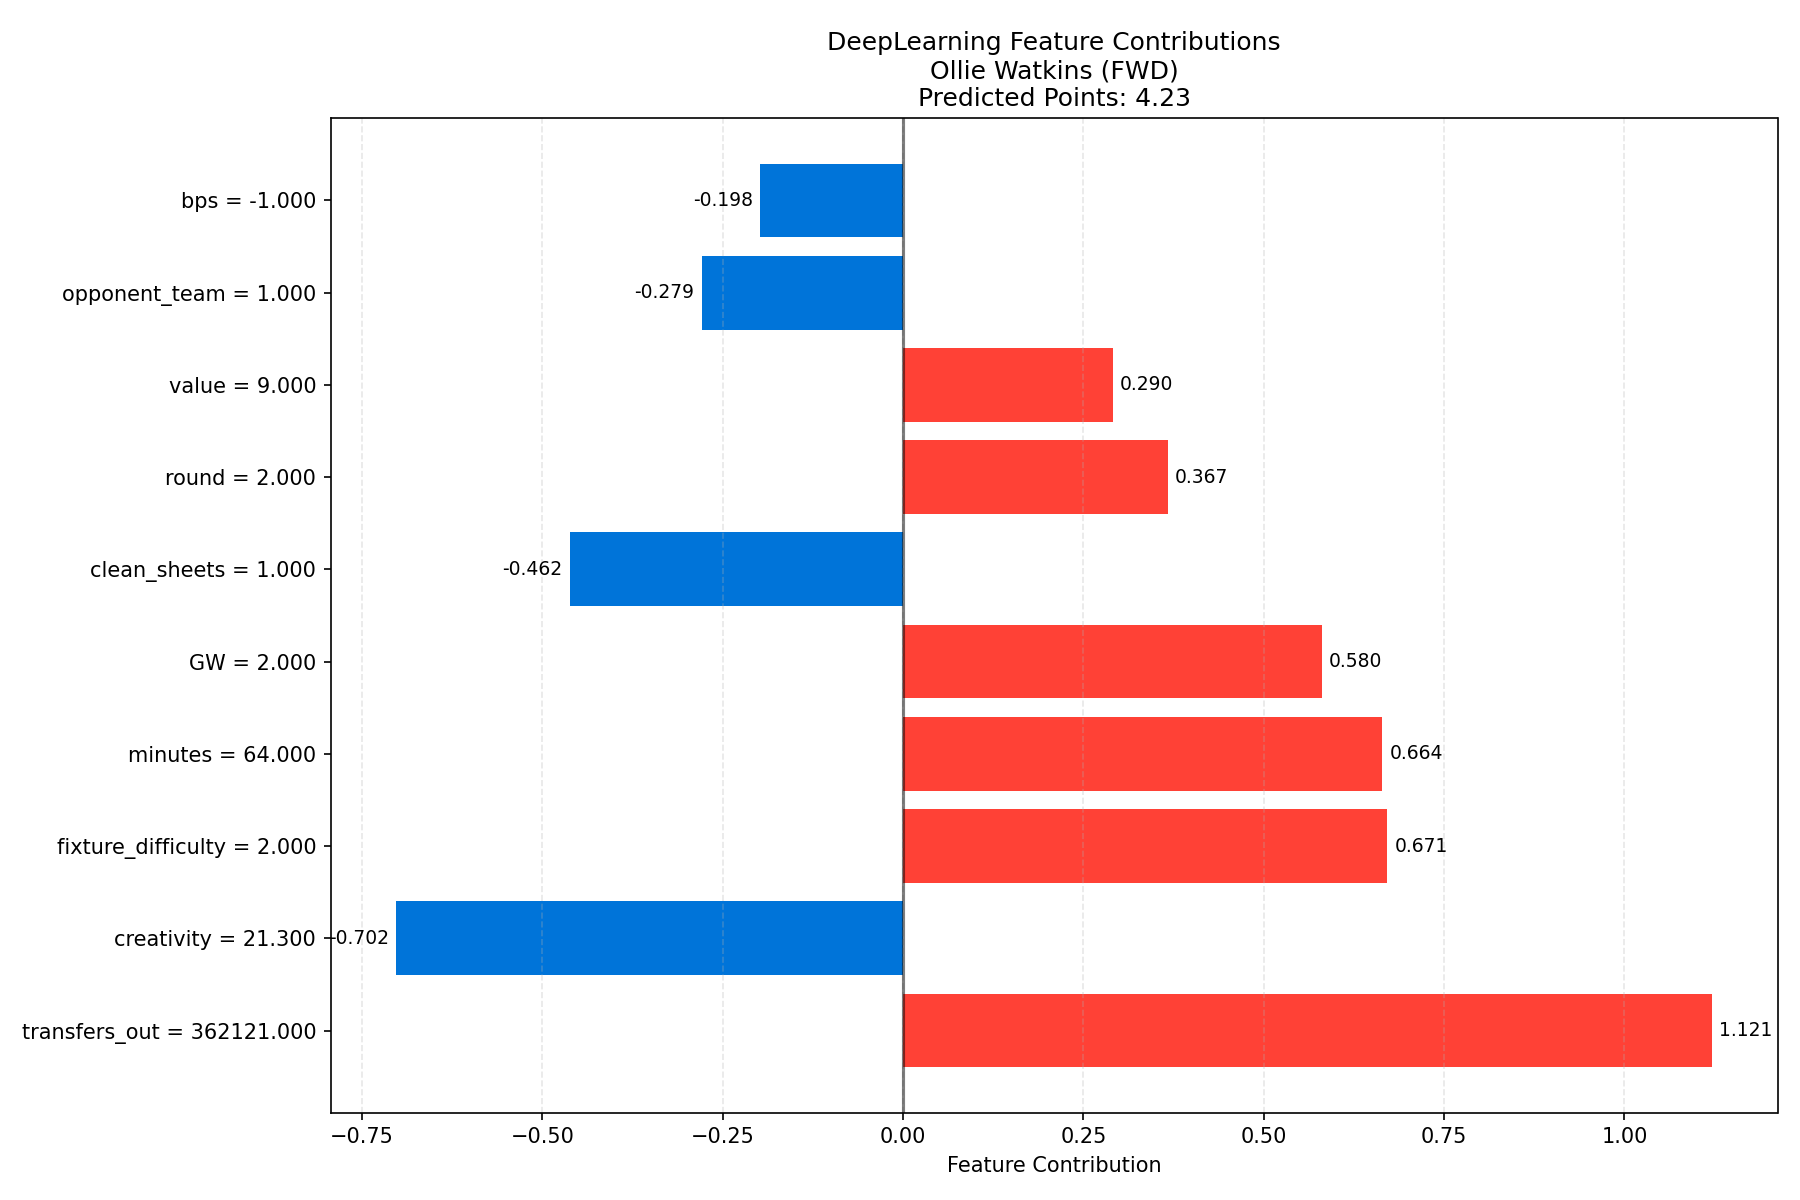 DeepLearning Feature Contributions
Ollie Watkins (FWD)
Predicted Points: 4.23
bps = -1.000
-0.198
opponent_team = 1.000
-0.279
value = 9.000
0.290
round = 2.000
0.367
clean_sheets = 1.000
-0.462
GW = 2.000
0.580
minutes = 64.000
0.664
fixture_difficulty = 2.000
0.671
creativity = 21.300
-0.702
transfers_out = 362121.000
1.121
−0.75 −0.50 −0.25 0.00 0.25 0.50 0.75 1.00
Feature Contribution